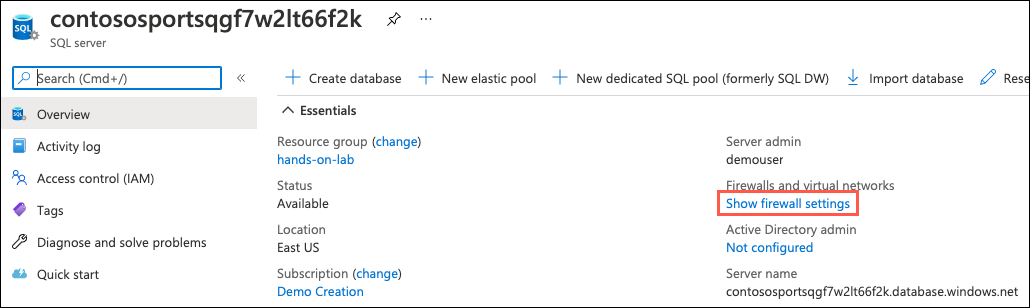 contososportsqgf7w2lt66f2k
SQL
SQL server
Search (Cmd+/)
Create database
New elastic pool
New dedicated SQL pool (formerly SQL DW)
Import database
Rese
Overview
Activity log
Access control (IAM)
Tags
Diagnose and solve problems
Quick start
Essentials
Resource group (change)
hands-on-lab
Status
Available
Location
East US
Subscription (change)
Demo Creation
Server admin
demouser
Firewalls and virtual networks
Show firewall settings
Active Directory admin
Not configured
Server name
contososportsqgf7w2lt66f2k.database.windows.net